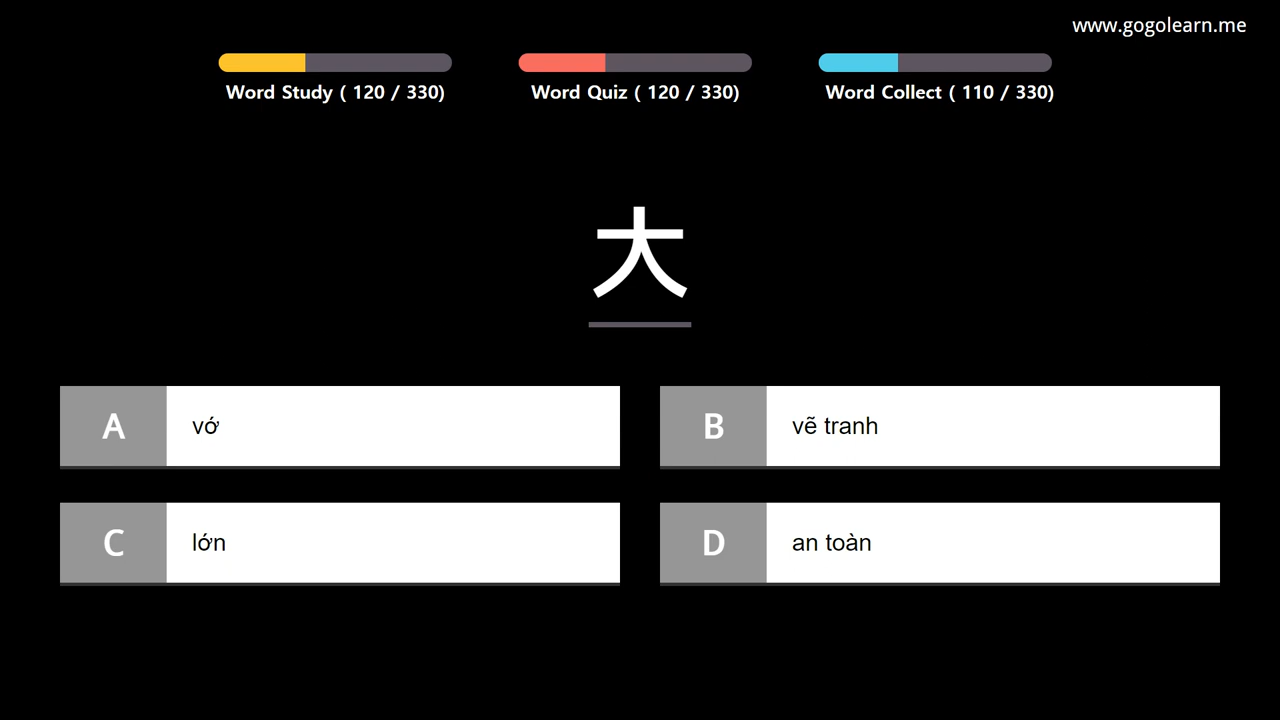 www.gogolearn.me
Word Study ( 120 / 330)
Word Quiz ( 120 / 330)
Word Collect ( 110 / 330)
大
A vớ
B vẽ tranh
C lớn
D an toàn